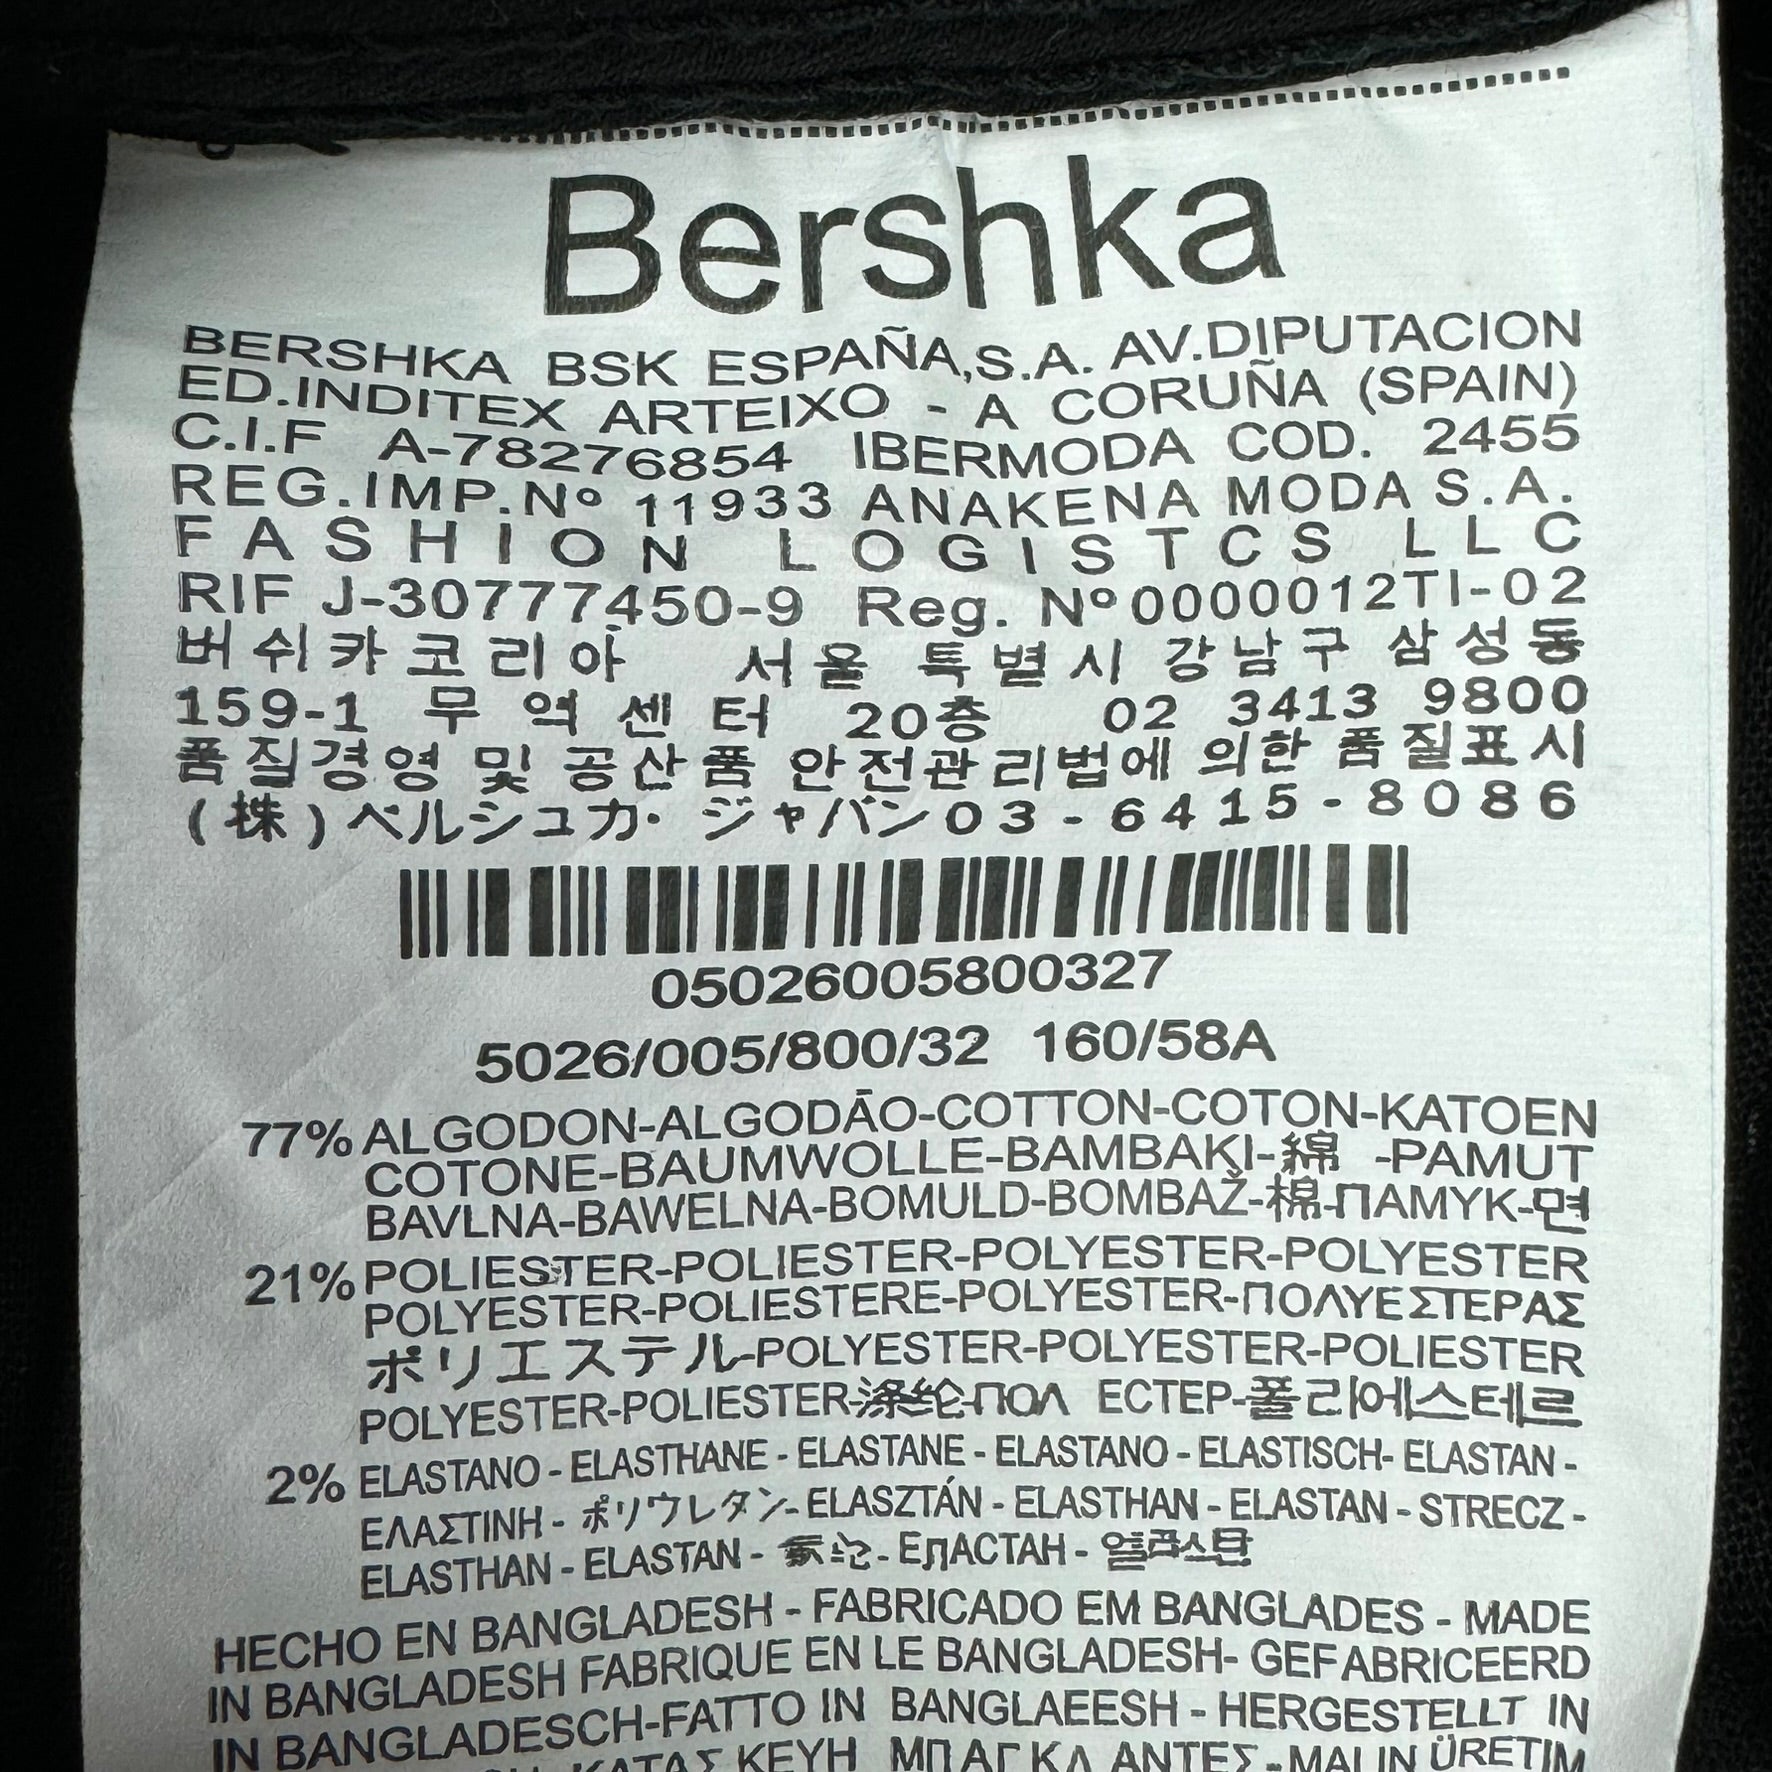 Bershka
BERSHKA BSK ESPAÑA,S.A. AV.DIPUTACION
ED.INDITEX ARTEIXO - A CORUÑA (SPAIN)
C.I.F A-78276854 IBERMODA COD. 2455
REG.IMP.Nº 11933 ANAKENA MODA S.A.
FASHION LOGISTCS LLC
RIF J-30777450-9 Reg. Nº0000012TI-02
버쉬카코리아 서울 특별시 강남구 삼성동
159-1 무역센터 20층 02 3413 9800
품질경영 및 공산품 안전관리법에 의한 품질표시
(株)ベルシュカ・ジャパン03-6415-8086
05026005800327
5026/005/800/32 160/58A
77% ALGODON-ALGODÃO-COTTON-COTON-KATOEN
COTONE-BAUMWOLLE-BAMBAKI-綿 -PAMUT
BAVLNA-BAWELNA-BOMULD-BOMBAŽ-棉-ПАМУК-면
21% POLIESTER-POLIESTER-POLYESTER-POLYESTER
POLYESTER-POLIESTERE-POLYESTER-ΠΟΛΥΕΣΤΕΡΑΣ
ポリエステル-POLYESTER-POLYESTER-POLIESTER
POLYESTER-POLIESTER-涤纶-ПОЛ ЕСТЕР-폴리에스테르
2% ELASTANO - ELASTHANE - ELASTANE - ELASTANO - ELASTISCH- ELASTAN -
ΕΛΑΣΤΙΝΗ - ポリウレタン- ELASZTÁN - ELASTHAN - ELASTAN - STRECZ -
ELASTHAN - ELASTAN - - ЕПАСТАН - 엘라스탄
HECHO EN BANGLADESH - FABRICADO EM BANGLADES - MADE
IN BANGLADESH FABRIQUE EN LE BANGLADESH- GEFABRICEERD
IN BANGLADESCH-FATTO IN BANGLAEESH - HERGESTELLT IN
ΚΑΤΑΣΚΕΥΗ ΜΠΑΓΚΛΑΝΤΕΣ-MALIN ÜRETIM